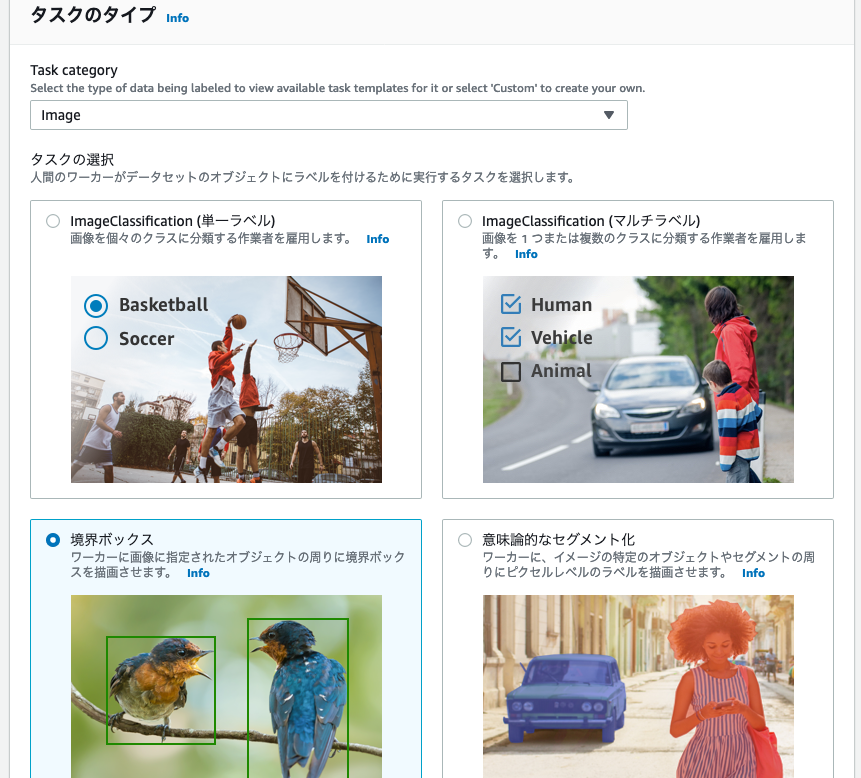 タスクのタイプ Info
Task category
Select the type of data being labeled to view available task templates for it or select 'Custom' to create your own.
Image
タスクの選択
人間のワーカーがデータセットのオブジェクトにラベルを付けるために実行するタスクを選択します。
ImageClassification (単一ラベル)
画像を個々のクラスに分類する作業者を雇用します。 Info
Basketball
Soccer
ImageClassification (マルチラベル)
画像を 1 つまたは複数のクラスに分類する作業者を雇用しま
す。 Info
Human
Vehicle
Animal
境界ボックス
ワーカーに画像に指定されたオブジェクトの周りに境界ボック
スを描画させます。 Info
意味論的なセグメント化
ワーカーに、イメージの特定のオブジェクトやセグメントの周
りにピクセルレベルのラベルを描画させます。 Info